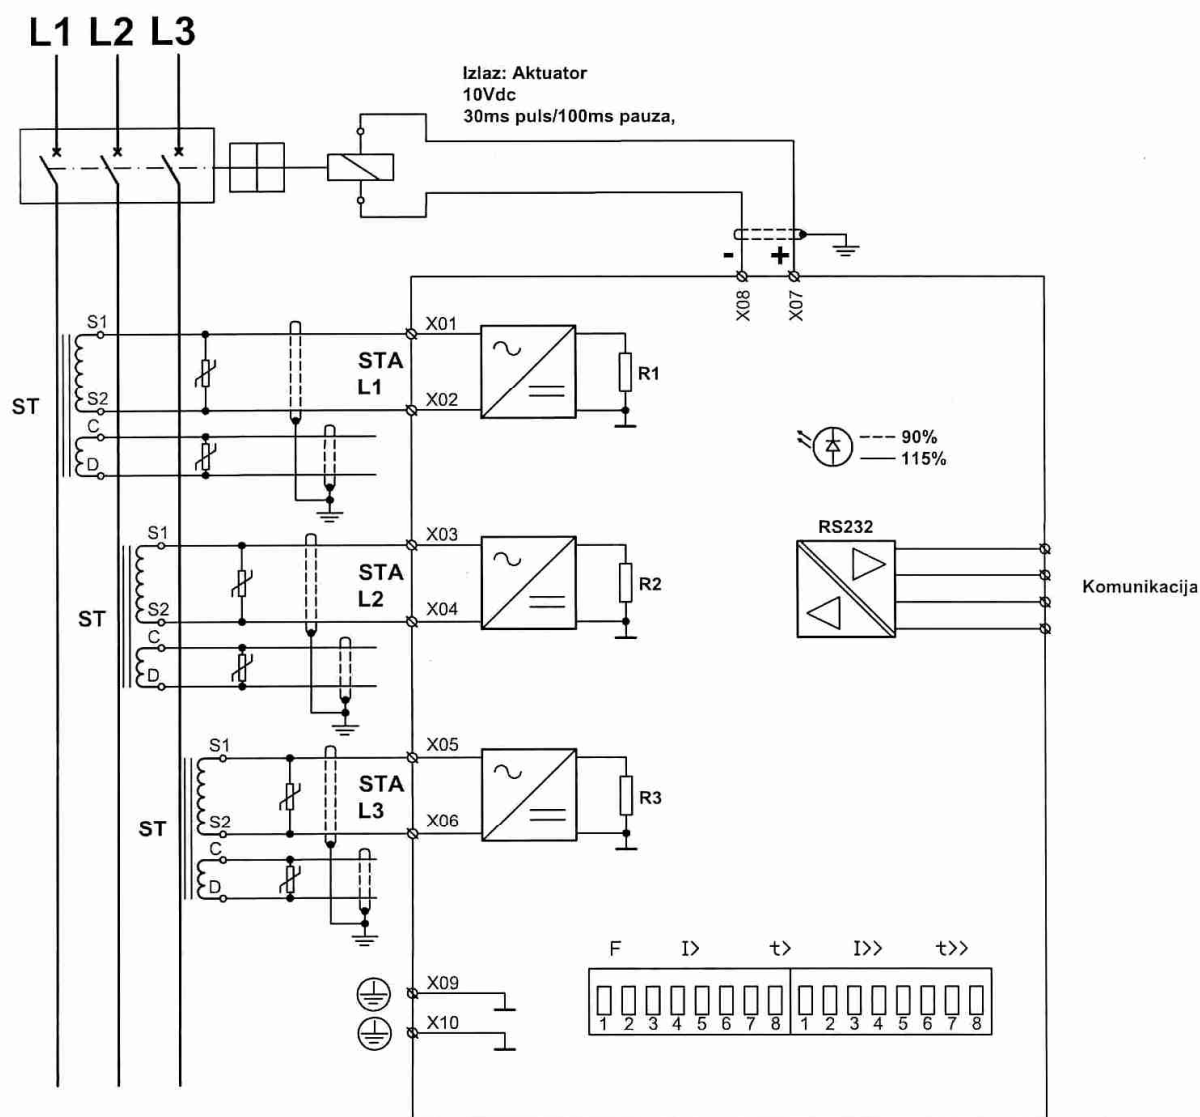 L1 L2 L3
Izlaz: Aktuator
10Vdc
30ms puls/100ms pauza,
- +
X08 X07
S1
X01
STA
L1
R1
ST
S2
X02
C
D
90%
115%
S1
X03
RS232
STA
L2
R2
Komunikacija
ST
S2
X04
C
D
S1
X05
STA
L3
R3
ST
S2
X06
C
D
F I> t> I>> t>>
X09
1 2 3 4 5 6 7 8 1 2 3 4 5 6 7 8
X10